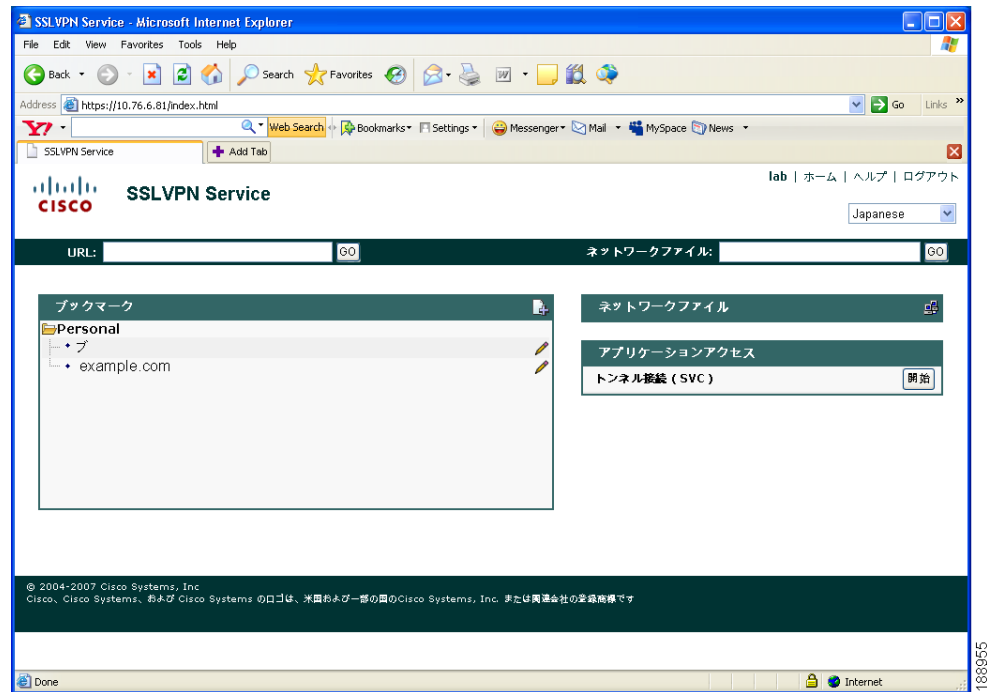 SSLVPN Service - Microsoft Internet Explorer
File Edit View Favorites Tools Help
Back Search Favorites
Address https://10.76.6.81/index.html Go Links »
Y! Web Search Bookmarks Settings Messenger Mail MySpace News
SSLVPN Service Add Tab
lab | ホーム | ヘルプ | ログアウト
CISCO SSLVPN Service
Japanese
URL: GO ネットワークファイル: GO
ブックマーク
Personal
ブ
example.com
ネットワークファイル
アプリケーションアクセス
トンネル接続 (SVC) 開始
© 2004-2007 Cisco Systems, Inc
Cisco、Cisco Systems、および Cisco Systems のロゴは、米国および一部の国のCisco Systems, Inc. または関連会社の登録商標です
Done Internet
188955